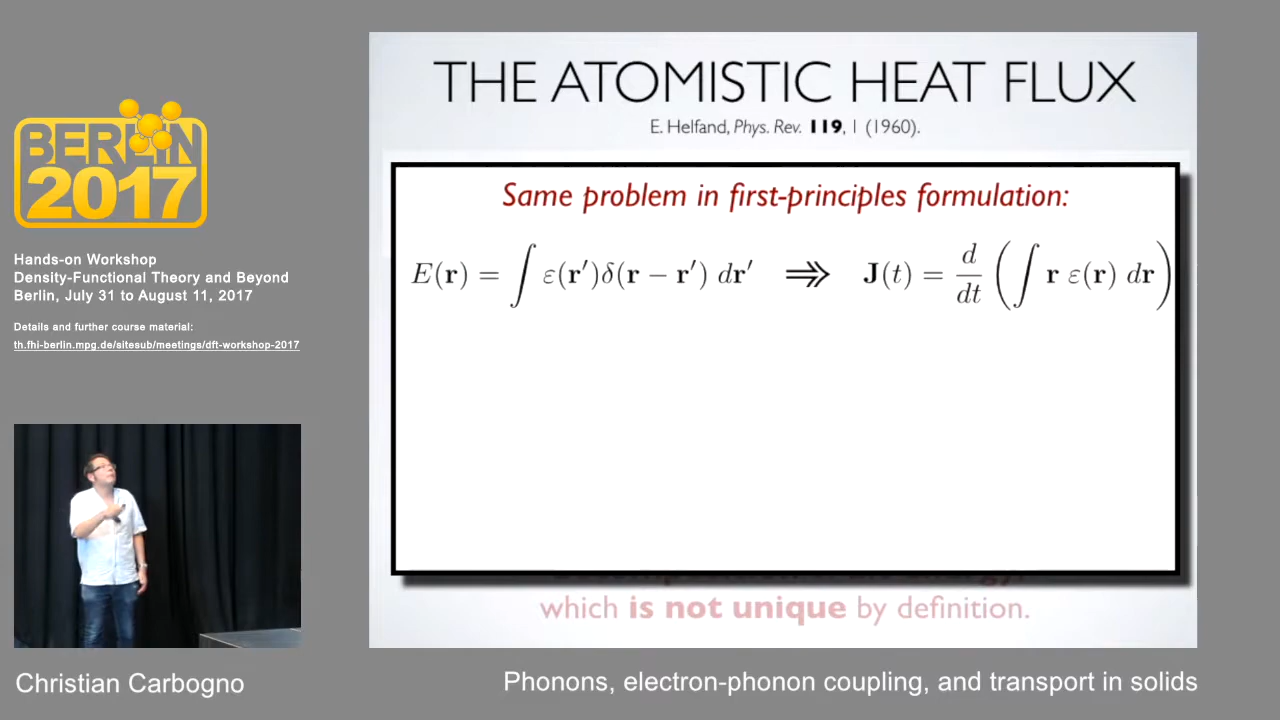 BERLIN
2017
Hands-on Workshop
Density-Functional Theory and Beyond
Berlin, July 31 to August 11, 2017
Details and further course material:
th.fhi-berlin.mpg.de/sitesub/meetings/dft-workshop-2017
THE ATOMISTIC HEAT FLUX
E. Helfand, Phys. Rev. 119, 1 (1960).
Same problem in first-principles formulation:
E(r) = ∫ ε(r′)δ(r − r′) dr′ ⟹ J(t) = d/dt (∫ r ε(r) dr)
which is not unique by definition.
Christian Carbogno
Phonons, electron-phonon coupling, and transport in solids